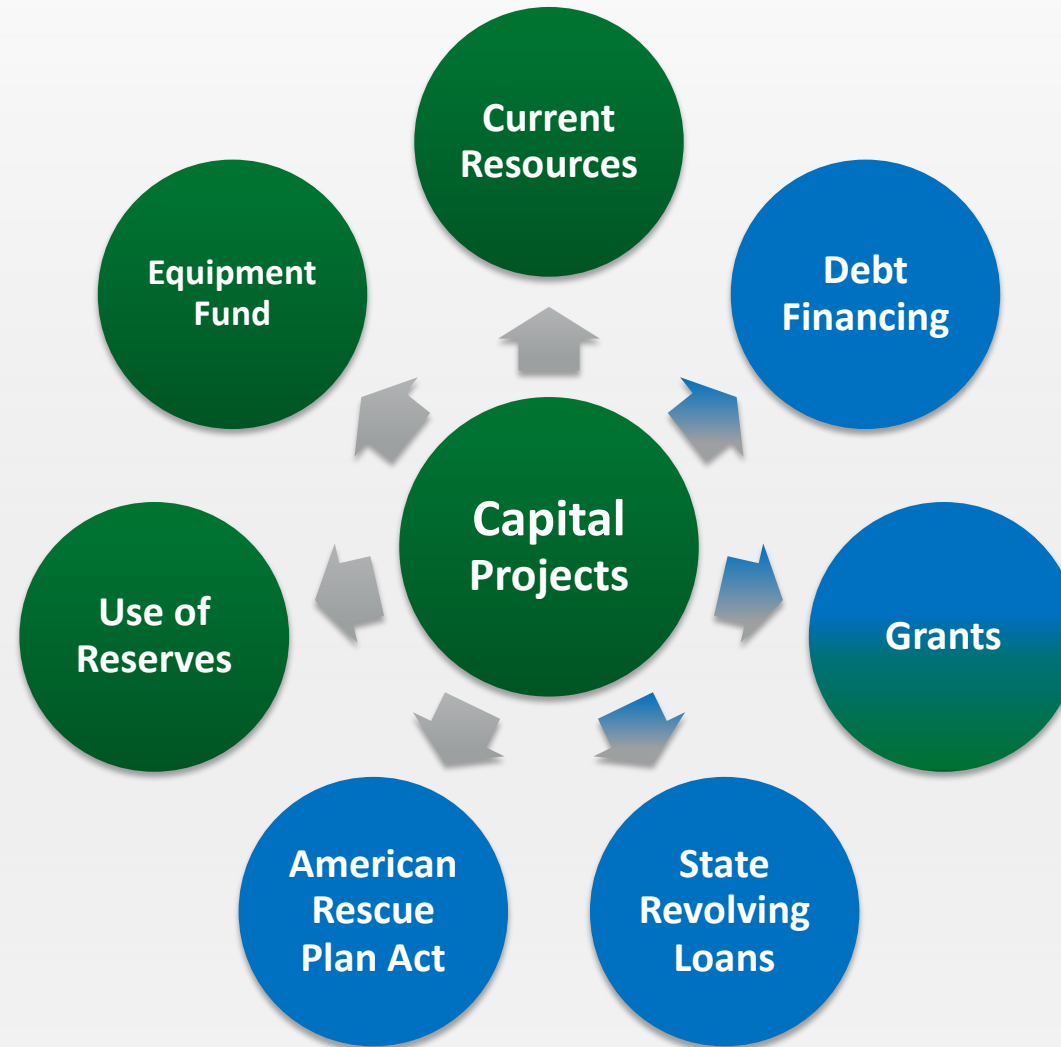 Current
Resources
Debt
Financing
Grants
State
Revolving
Loans
American
Rescue
Plan Act
Use of
Reserves
Equipment
Fund
Capital
Projects